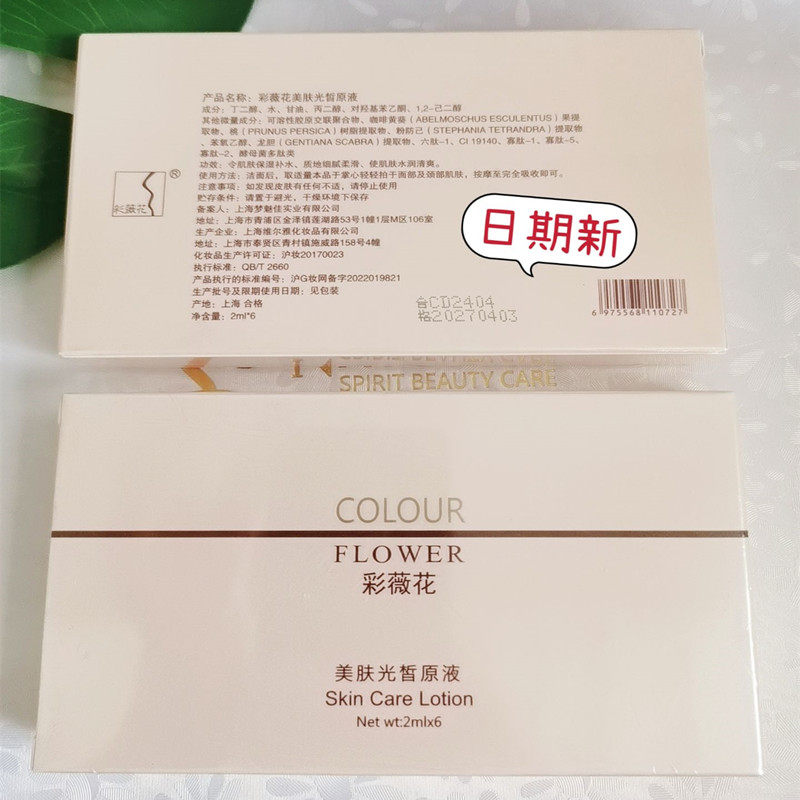 产品名称：彩薇花美肤光皙原液
成分：丁二醇、水、甘油、丙二醇、对羟基苯乙酮、1,2-己二醇
其他微量成分：可溶性胶原交联聚合物、咖啡黄葵（ABELMOSCHUS ESCULENTUS）果提
取物、桃（PRUNUS PERSICA）树脂提取物、粉防己（STEPHANIA TETRANDRA）提取物
、苯氧乙醇、龙胆（GENTIANA SCABRA）提取物、六肽-1、CI 19140、寡肽-1、寡肽-5、
寡肽-2、酵母菌多肽类
功效：令肌肤保湿补水、质地细腻柔滑、使肌肤水润清爽。
使用方法：洁面后，取适量本品于掌心轻轻拍于面部及颈部肌肤，按摩至完全吸收即可。
注意事项：如发现皮肤有任何不适，请停止使用
贮存条件：请置于避光，干燥环境下保存
备案人：上海梦魅佳实业有限公司
地址：上海市青浦区金泽镇莲湖路53号1幢1层M区106室
生产企业：上海维尔雅化妆品有限公司
地址：上海市奉贤区青村镇施威路158号4幢
化妆品生产许可证：沪妆20170023
执行标准：QB/T 2660
产品执行的标准编号：沪G妆网备字2022019821
生产批号及限期使用日期：见包装
产地：上海 合格
净含量：2ml*6
彩薇花
®
日期新
合CD2404
格20270403
6 975568 110727
SPIRIT BEAUTY CARE
COLOUR
FLOWER
彩薇花
美肤光皙原液
Skin Care Lotion
Net wt:2mlx6